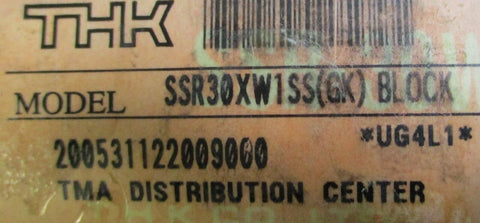 THK
MODEL SSR30XW1SS(GK) BLOCK
*UG4L1*
200531122009000
TMA DISTRIBUTION CENTER